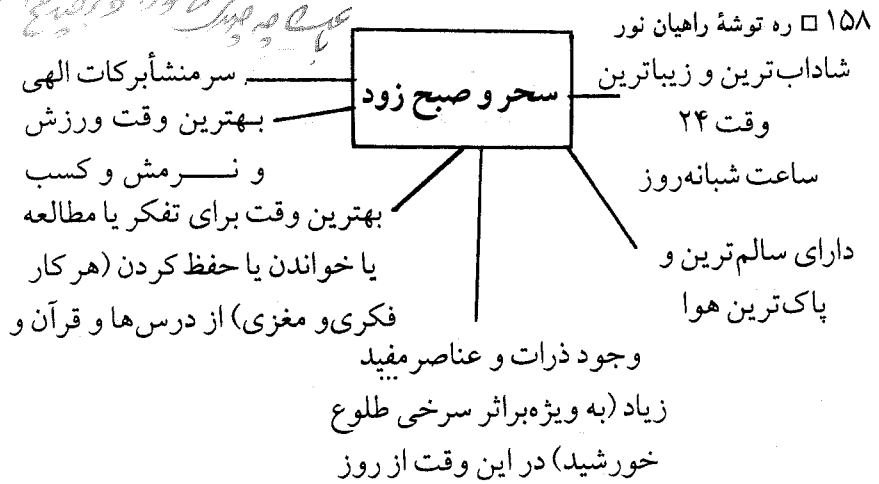 ۱۵۸ □ ره توشهٔ راهیان نور
سحر و صبح زود
شاداب‌ترین و زیباترین
وقت ۲۴
ساعت شبانه‌روز
دارای سالم‌ترین و
پاک‌ترین هوا
وجود ذرات و عناصر مفید
زیاد (به ویژه براثر سرخی طلوع
خورشید) در این وقت از روز
بهترین وقت برای تفکر یا مطالعه
یا خواندن یا حفظ کردن (هر کار
فکری و مغزی) از درس‌ها و قرآن و
...
بهترین وقت ورزش
و نـــرمش و کسب
سرمنشأ برکات الهی